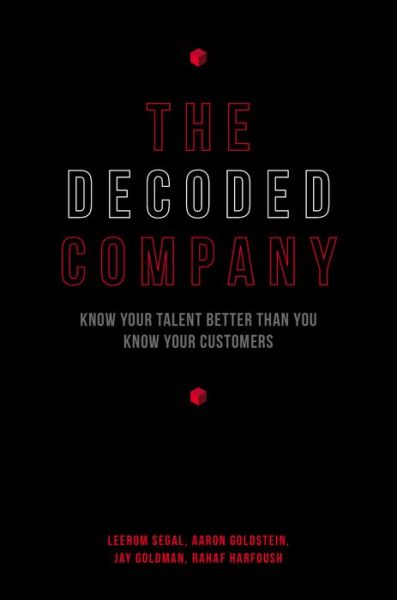 THE
DECODED
COMPANY
KNOW YOUR TALENT BETTER THAN YOU
KNOW YOUR CUSTOMERS
LEEROM SEGAL, AARON GOLDSTEIN,
JAY GOLDMAN, RAHAF HARFOUSH